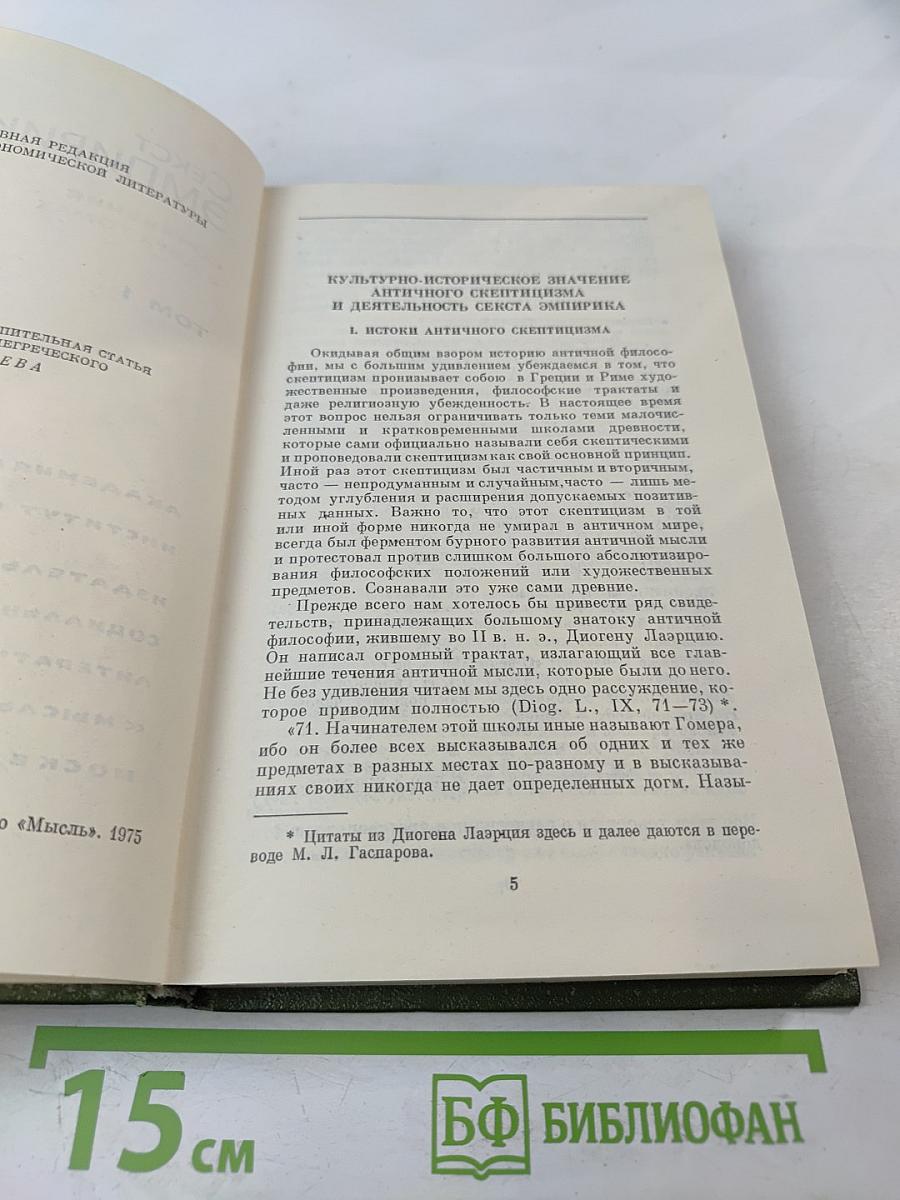 ВНАЯ РЕДАКЦИЯ
ОНОМИЧЕСКОЙ ЛИТЕРАТУРЫ
ПИТЕЛЬНАЯ СТАТЬЯ
НЕГРЕЧЕСКОГО
ЕВА
о «Мысль». 1975
КУЛЬТУРНО-ИСТОРИЧЕСКОЕ ЗНАЧЕНИЕ
АНТИЧНОГО СКЕПТИЦИЗМА
И ДЕЯТЕЛЬНОСТЬ СЕКСТА ЭМПИРИКА
1. ИСТОКИ АНТИЧНОГО СКЕПТИЦИЗМА
Окидывая общим взором историю античной филосо-
фии, мы с большим удивлением убеждаемся в том, что
скептицизм пронизывает собою в Греции и Риме худо-
жественные произведения, философские трактаты и
даже религиозную убежденность. В настоящее время
этот вопрос нельзя ограничивать только теми малочис-
ленными и кратковременными школами древности,
которые сами официально называли себя скептическими
и проповедовали скептицизм как свой основной принцип.
Иной раз этот скептицизм был частичным и вторичным,
часто — непродуманным и случайным, часто — лишь ме-
тодом углубления и расширения допускаемых позитив-
ных данных. Важно то, что этот скептицизм в той
или иной форме никогда не умирал в античном мире,
всегда был ферментом бурного развития античной мысли
и протестовал против слишком большого абсолютизиро-
вания философских положений или художественных
предметов. Сознавали это уже сами древние.
Прежде всего нам хотелось бы привести ряд свиде-
тельств, принадлежащих большому знатоку античной
философии, жившему во II в. н. э., Диогену Лаэрцию.
Он написал огромный трактат, излагающий все глав-
нейшие течения античной мысли, которые были до него.
Не без удивления читаем мы здесь одно рассуждение, ко-
торое приводим полностью (Diog. L., IX, 71—73) *.
«71. Начинателем этой школы иные называют Гомера,
ибо он более всех высказывался об одних и тех же
предметах в разных местах по-разному и в высказыва-
ниях своих никогда не дает определенных догм. Назы-
* Цитаты из Диогена Лаэрция здесь и далее даются в пере-
воде М. Л. Гаспарова.
5
15 см
БФ БИБЛИОФАН